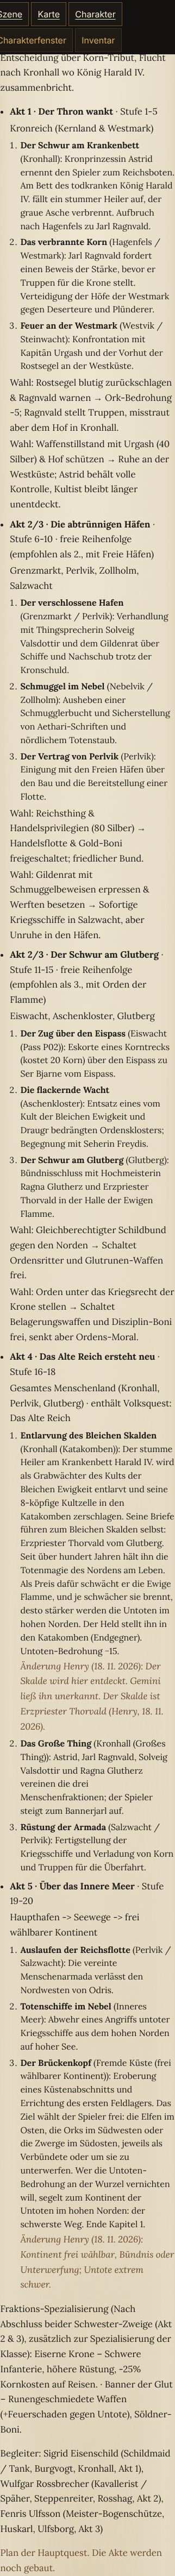 Szene Karte Charakter
Charakterfenster Inventar
Entscheidung über Korn-Tribut, Flucht
nach Kronhall wo König Harald IV.
zusammenbricht.
• Akt 1 · Der Thron wankt · Stufe 1-5
Kronreich (Kernland & Westmark)
1. Der Schwur am Krankenbett
(Kronhall): Kronprinzessin Astrid
ernennt den Spieler zum Reichsboten.
Am Bett des todkranken König Harald
IV. fällt ein stummer Heiler auf, der
graue Asche verbrennt. Aufbruch
nach Hagenfels zu Jarl Ragnvald.
2. Das verbrannte Korn (Hagenfels /
Westmark): Jarl Ragnvald fordert
einen Beweis der Stärke, bevor er
Truppen für die Krone stellt.
Verteidigung der Höfe der Westmark
gegen Deserteure und Plünderer.
3. Feuer an der Westmark (Westvik /
Steinwacht): Konfrontation mit
Kapitän Urgash und der Vorhut der
Rostsegel an der Westküste.
Wahl: Rostsegel blutig zurückschlagen
& Ragnvald warnen → Ork-Bedrohung
-5; Ragnvald stellt Truppen, misstraut
aber dem Hof in Kronhall.
Wahl: Waffenstillstand mit Urgash (40
Silber) & Hof schützen → Ruhe an der
Westküste; Astrid behält volle
Kontrolle, Kultist bleibt länger
unentdeckt.
• Akt 2/3 · Die abtrünnigen Häfen ·
Stufe 6-10 · freie Reihenfolge
(empfohlen als 2., mit Freie Häfen)
Grenzmarkt, Perlvik, Zollholm,
Salzwacht
1. Der verschlossene Hafen
(Grenzmarkt / Perlvik): Verhandlung
mit Thingsprecherin Solveig
Valsdottir und dem Gildenrat über
Schiffe und Nachschub trotz der
Kronschuld.
2. Schmuggel im Nebel (Nebelvik /
Zollholm): Ausheben einer
Schmugglerbucht und Sicherstellung
von Aethari-Schriften und
nördlichem Totenstaub.
3. Der Vertrag von Perlvik (Perlvik):
Einigung mit den Freien Häfen über
den Bau und die Bereitstellung einer
Flotte.
Wahl: Reichsthing &
Handelsprivilegien (80 Silber) →
Handelsflotte & Gold-Boni
freigeschaltet; friedlicher Bund.
Wahl: Gildenrat mit
Schmuggelbeweisen erpressen &
Werften besetzen → Sofortige
Kriegsschiffe in Salzwacht, aber
Unruhe in den Häfen.
• Akt 2/3 · Der Schwur am Glutberg ·
Stufe 11-15 · freie Reihenfolge
(empfohlen als 3., mit Orden der
Flamme)
Eiswacht, Aschenkloster, Glutberg
1. Der Zug über den Eispass (Eiswacht
(Pass P02)): Eskorte eines Korntrecks
(kostet 20 Korn) über den Eispass zu
Ser Bjarne vom Eispass.
2. Die flackernde Wacht
(Aschenkloster): Entsatz eines vom
Kult der Bleichen Ewigkeit und
Draugr bedrängten Ordensklosters;
Begegnung mit Seherin Freydis.
3. Der Schwur am Glutberg (Glutberg):
Bündnisschluss mit Hochmeisterin
Ragna Glutherz und Erzpriester
Thorvald in der Halle der Ewigen
Flamme.
Wahl: Gleichberechtigter Schildbund
gegen den Norden → Schaltet
Ordensritter und Glutrunen-Waffen
frei.
Wahl: Orden unter das Kriegsrecht der
Krone stellen → Schaltet
Belagerungswaffen und Disziplin-Boni
frei, senkt aber Ordens-Moral.
• Akt 4 · Das Alte Reich ersteht neu ·
Stufe 16-18
Gesamtes Menschenland (Kronhall,
Perlvik, Glutberg) · enthält Volksquest:
Das Alte Reich
1. Entlarvung des Bleichen Skalden
(Kronhall (Katakomben)): Der stumme
Heiler am Krankenbett Harald IV. wird
als Grabwächter des Kults der
Bleichen Ewigkeit entlarvt und seine
8-köpfige Kultzelle in den
Katakomben zerschlagen. Seine Briefe
führen zum Bleichen Skalden selbst:
Erzpriester Thorvald vom Glutberg.
Seit über hundert Jahren hält ihn die
Totenmagie des Nordens am Leben.
Als Preis dafür schwächt er die Ewige
Flamme, und je schwächer sie brennt,
desto stärker werden die Untoten im
hohen Norden. Der Held stellt ihn in
den Katakomben (Endgegner).
Untoten-Bedrohung -15.
Änderung Henry (18. 11. 2026): Der
Skalde wird hier entdeckt. Gemini
ließ ihn unerkannt. Der Skalde ist
Erzpriester Thorvald (Henry, 18. 11.
2026).
2. Das Große Thing (Kronhall (Großes
Thing)): Astrid, Jarl Ragnald, Solveig
Valsdottir und Ragna Glutherz
vereinen die drei
Menschenfraktionen; der Spieler
steigt zum Bannerjarl auf.
3. Rüstung der Armada (Salzwacht /
Perlvik): Fertigstellung der
Kriegsschiffe und Verladung von Korn
und Truppen für die Überfahrt.
• Akt 5 · Über das Innere Meer · Stufe
19-20
Haupthafen -> Seewege -> frei
wählbarer Kontinent
1. Auslaufen der Reichsflotte (Perlvik /
Salzwacht): Die vereinte
Menschenarmada verlässt den
Nordwesten von Odris.
2. Totenschiffe im Nebel (Inneres
Meer): Abwehr eines Angriffs untoter
Kriegsschiffe aus dem hohen Norden
auf hoher See.
3. Der Brückenkopf (Fremde Küste (frei
wählbarer Kontinent)): Eroberung
eines Küstenabschnitts und
Errichtung des ersten Feldlagers. Das
Ziel wählt der Spieler frei: die Elfen im
Osten, die Orks im Südwesten oder
die Zwerge im Südosten, jeweils als
Verbündete oder um sie zu
unterwerfen. Wer die Untoten-
Bedrohung an der Wurzel vernichten
will, segelt zum Kontinent der
Untoten im hohen Norden: der
schwerste Weg. Ende Kapitel 1.
Änderung Henry (18. 11. 2026):
Kontinent frei wählbar, Bündnis oder
Unterwerfung; Untote extrem
schwer.
Fraktions-Spezialisierung (Nach
Abschluss beider Schwester-Zweige (Akt
2 & 3), zusätzlich zur Spezialisierung der
Klasse): Eiserne Krone – Schwere
Infanterie, höhere Rüstung, -25%
Kornkosten auf Reisen. · Banner der Glut
– Runengeschmiedete Waffen
(+Feuerschaden gegen Untote), Söldner-
Boni.
Begleiter: Sigrid Eisenschild (Schildmaid
/ Tank, Burgvogt, Kronhall, Akt 1),
Wulfgar Rossbrecher (Kavallerist /
Späher, Steppenreiter, Rosshag, Akt 2),
Fenris Ulfsson (Meister-Bogenschütze,
Huskarl, Ulfsborg, Akt 3)
Plan der Hauptquest. Die Akte werden
noch gebaut.